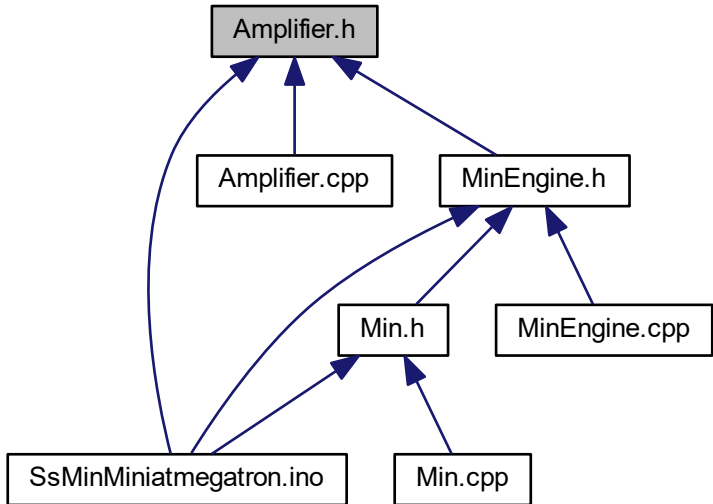 Amplifier.h
Amplifier.cpp
MinEngine.h
Min.h
MinEngine.cpp
SsMinMiniatmegatron.ino
Min.cpp